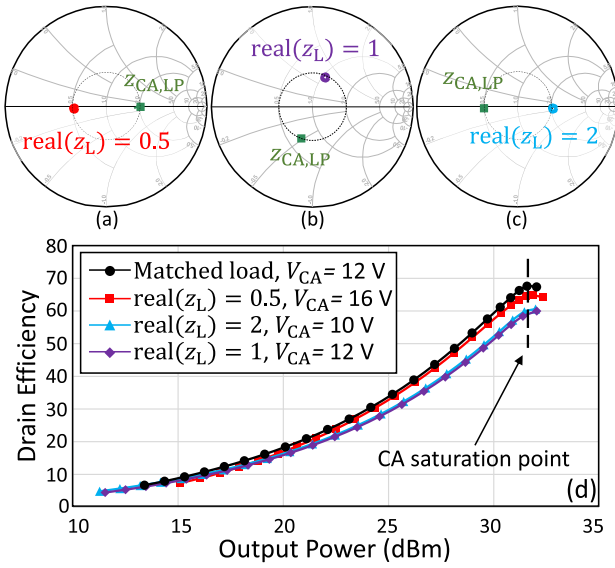 real(z_L) = 1
z_CA,LP
z_CA,LP
real(z_L) = 0.5
z_CA,LP
real(z_L) = 2
(a)
(b)
(c)
80
70
60
50
40
30
20
10
0
Drain Efficiency
Matched load, V_CA= 12 V
real(z_L) = 0.5, V_CA= 16 V
real(z_L) = 2, V_CA= 10 V
real(z_L) = 1, V_CA= 12 V
CA saturation point
(d)
10 15 20 25 30 35
Output Power (dBm)